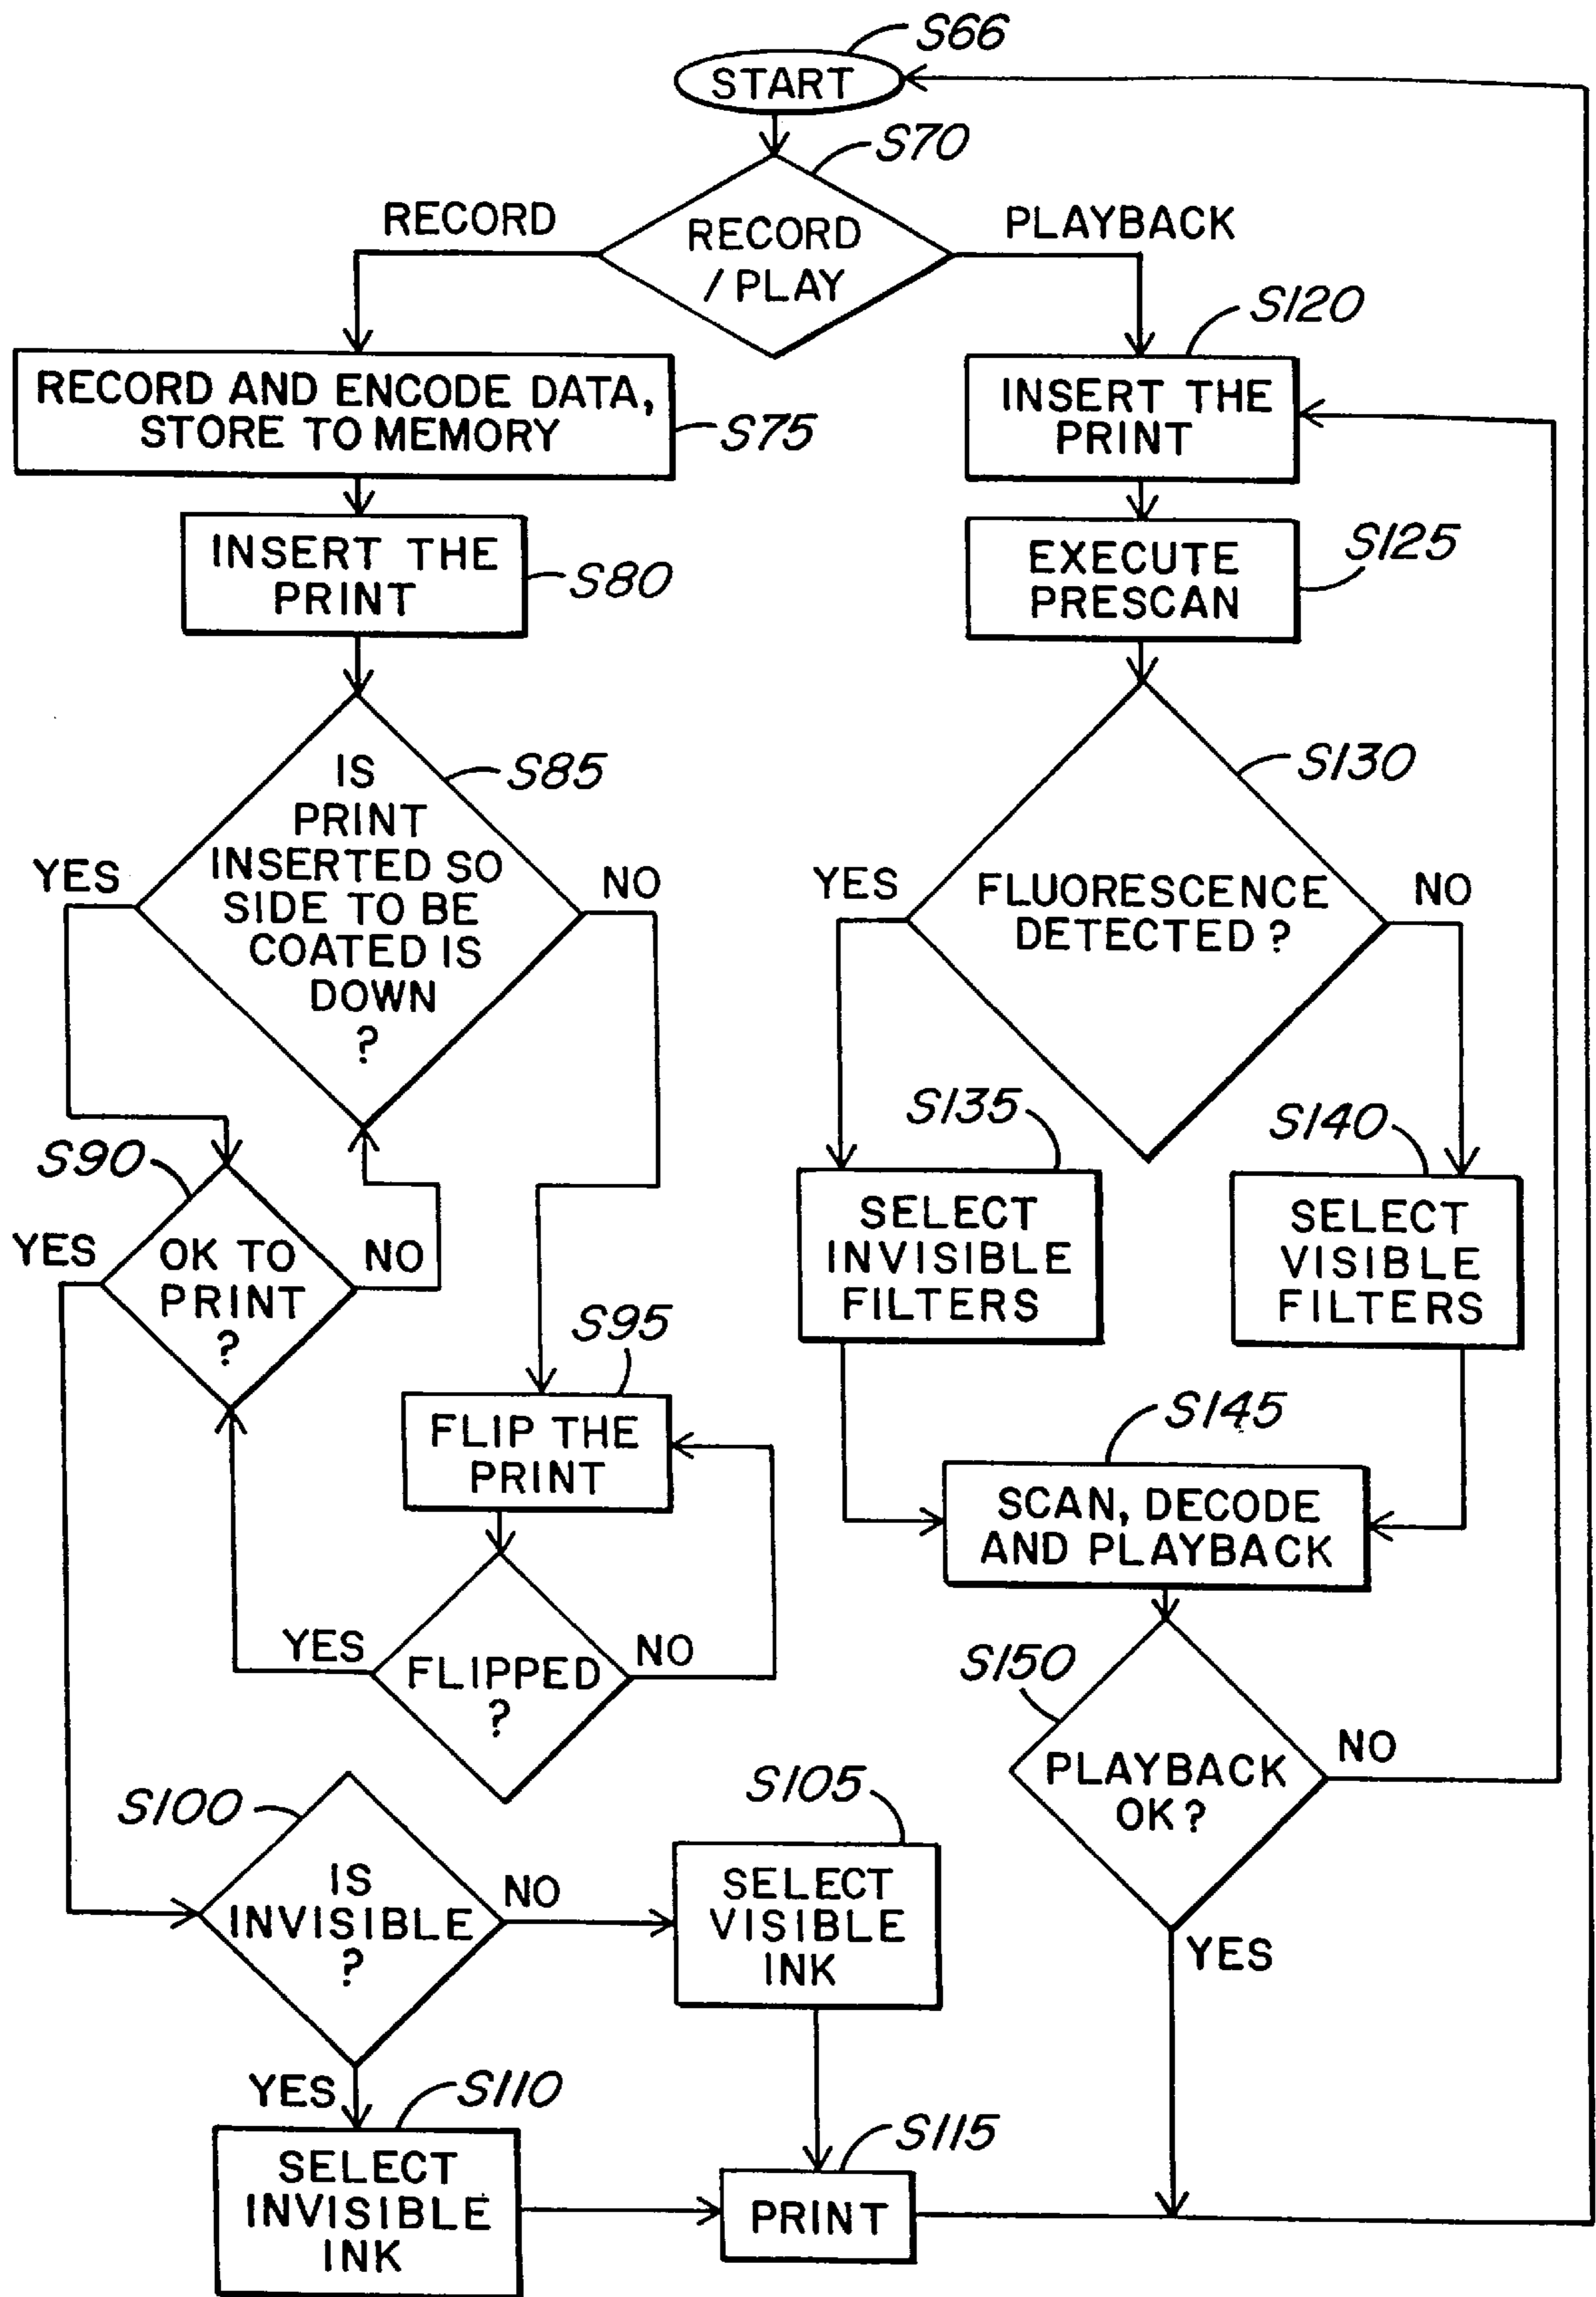 S66
START
S70
RECORD
RECORD
/ PLAY
PLAYBACK
RECORD AND ENCODE DATA,
STORE TO MEMORY
S75
INSERT THE
PRINT
S80
IS
PRINT
INSERTED SO
SIDE TO BE
COATED IS
DOWN
?
S85
YES
NO
S90
OK TO
PRINT
?
YES
NO
S95
FLIP THE
PRINT
FLIPPED
?
YES
NO
S100
IS
INVISIBLE
?
NO
YES
S105
SELECT
VISIBLE
INK
S110
SELECT
INVISIBLE
INK
S115
PRINT
S120
INSERT THE
PRINT
S125
EXECUTE
PRESCAN
S130
FLUORESCENCE
DETECTED ?
YES
NO
S135
SELECT
INVISIBLE
FILTERS
S140
SELECT
VISIBLE
FILTERS
S145
SCAN, DECODE
AND PLAYBACK
S150
PLAYBACK
OK?
NO
YES